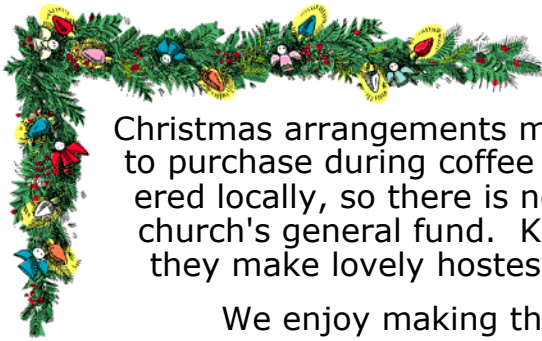 Christmas arrangements m
to purchase during coffee
ered locally, so there is n
church's general fund.  K
they make lovely hostes
We enjoy making th